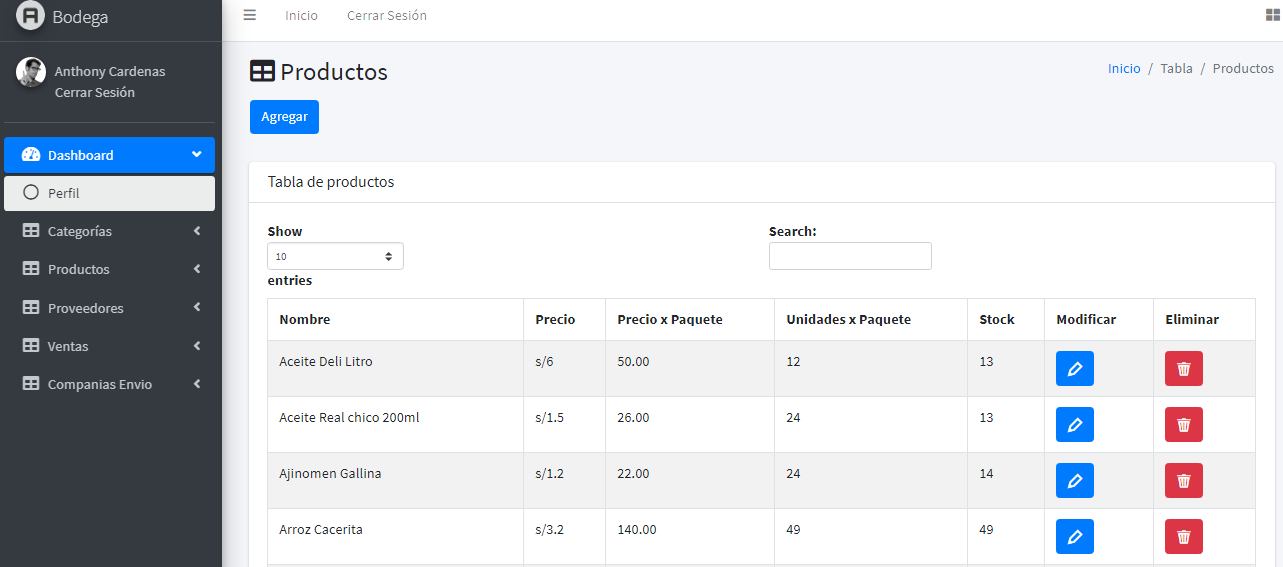 Bodega
Anthony Cardenas
Cerrar Sesión
Dashboard
Perfil
Categorías
Productos
Proveedores
Ventas
Companias Envio
Inicio Cerrar Sesión
Productos
Inicio / Tabla / Productos
Agregar
Tabla de productos
Show
10
entries
Search:
Nombre Precio Precio x Paquete Unidades x Paquete Stock Modificar Eliminar
Aceite Deli Litro s/6 50.00 12 13
Aceite Real chico 200ml s/1.5 26.00 24 13
Ajinomen Gallina s/1.2 22.00 24 14
Arroz Cacerita s/3.2 140.00 49 49